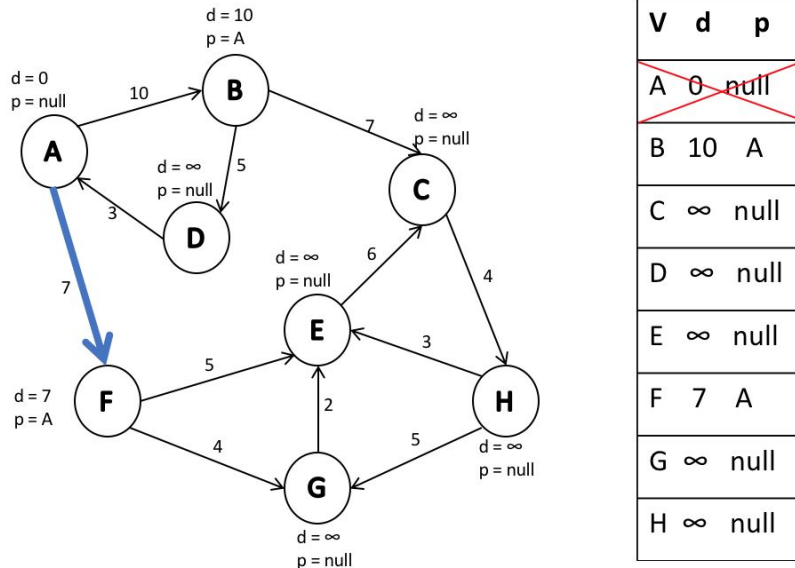 d = 10
p = A
B
d = 0
p = null
10
A
7
d = ∞
p = null
C
d = ∞
p = null
5
D
3
7
d = ∞
p = null
6
4
E
3
5
F
d = 7
p = A
2
H
4
5
d = ∞
p = null
G
d = ∞
p = null
V d p
A 0 null
B 10 A
C ∞ null
D ∞ null
E ∞ null
F 7 A
G ∞ null
H ∞ null